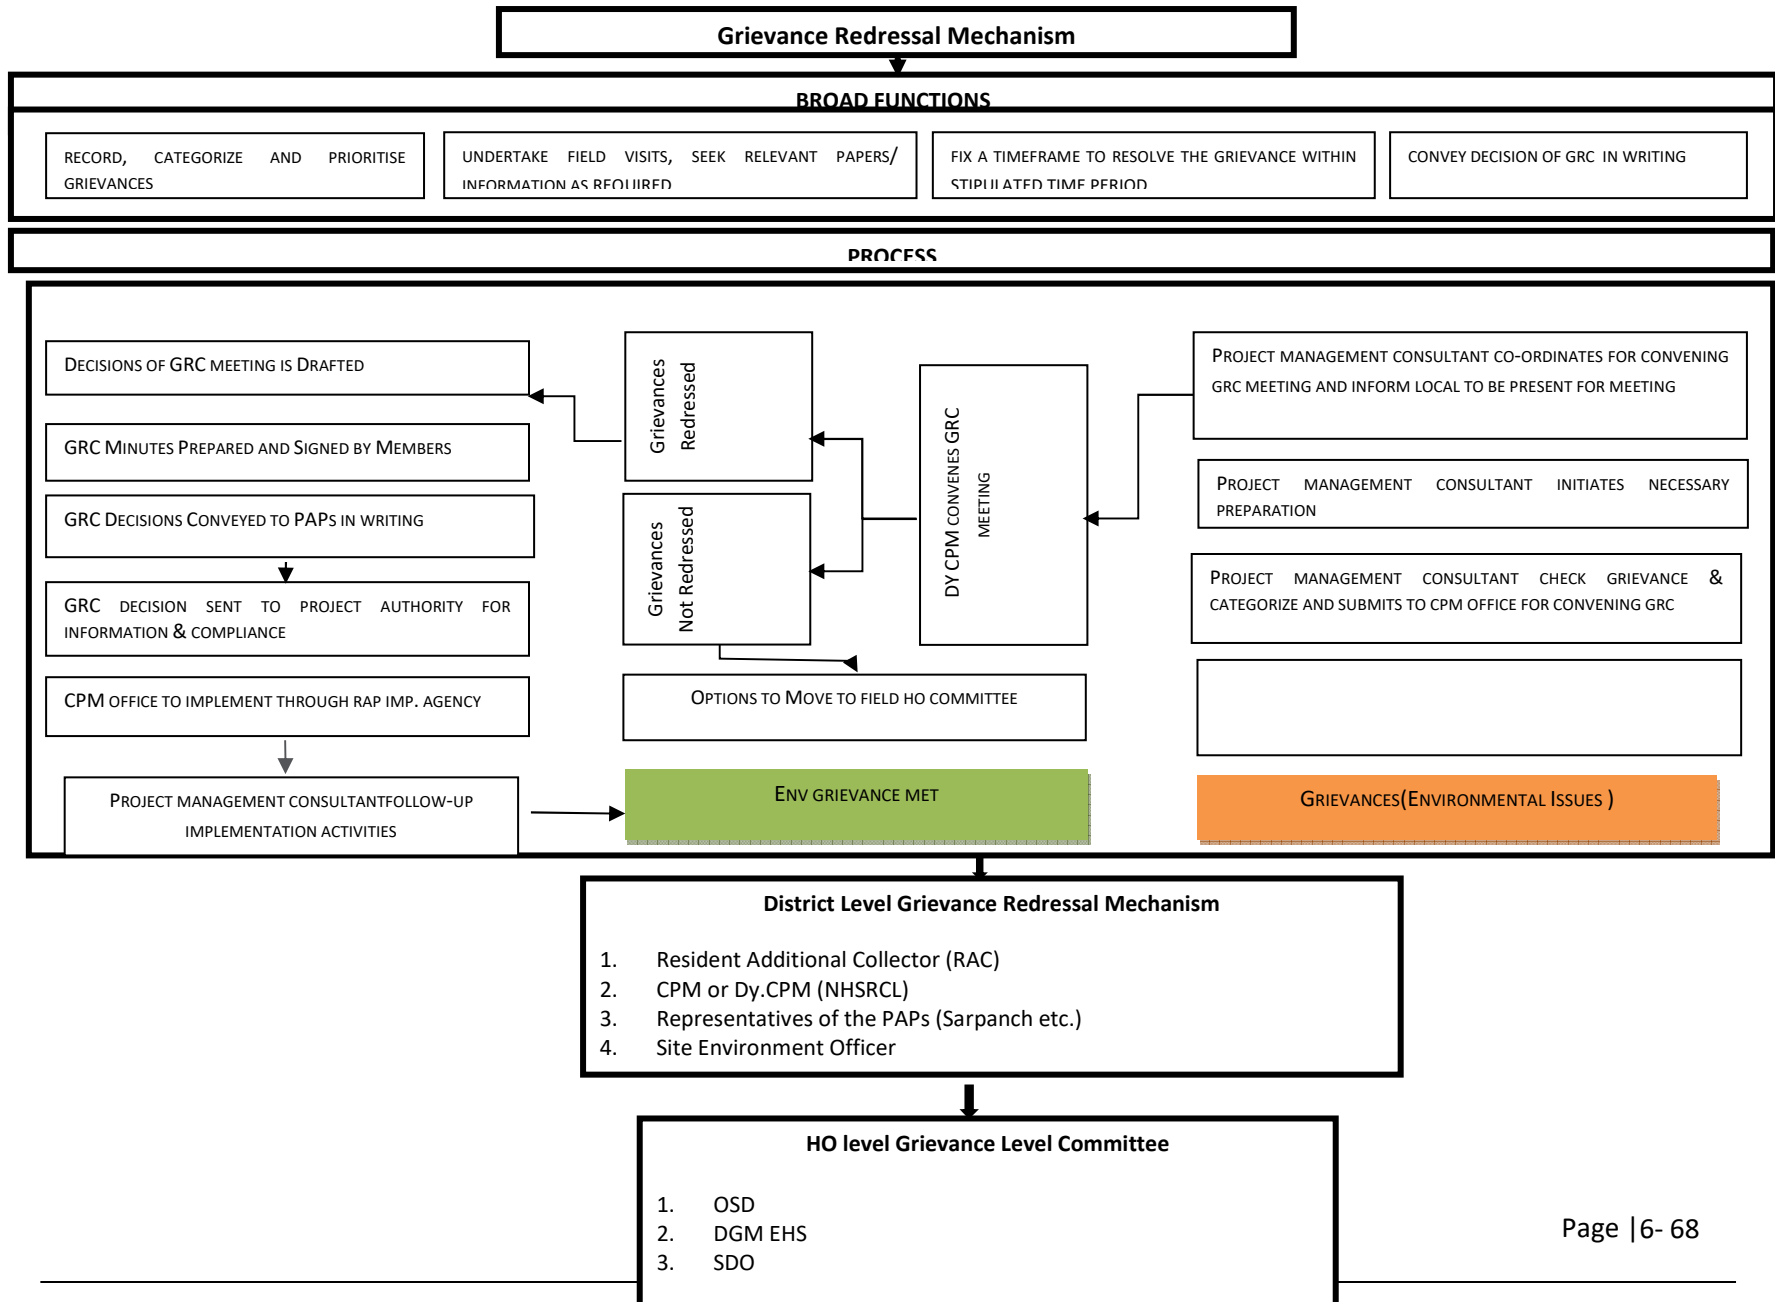 Grievance Redressal Mechanism
BROAD FUNCTIONS
RECORD, CATEGORIZE AND PRIORITISE
GRIEVANCES
UNDERTAKE FIELD VISITS, SEEK RELEVANT PAPERS/
INFORMATION AS REQUIRED
FIX A TIMEFRAME TO RESOLVE THE GRIEVANCE WITHIN
STIPULATED TIME PERIOD
CONVEY DECISION OF GRC IN WRITING
PROCESS
DECISIONS OF GRC MEETING IS DRAFTED
GRC MINUTES PREPARED AND SIGNED BY MEMBERS
GRC DECISIONS CONVEYED TO PAPS IN WRITING
GRC DECISION SENT TO PROJECT AUTHORITY FOR
INFORMATION & COMPLIANCE
CPM OFFICE TO IMPLEMENT THROUGH RAP IMP. AGENCY
PROJECT MANAGEMENT CONSULTANTFOLLOW-UP
IMPLEMENTATION ACTIVITIES
Grievances
Redressed
Grievances
Not Redressed
OPTIONS TO MOVE TO FIELD HO COMMITTEE
ENV GRIEVANCE MET
DY CPM CONVENES GRC
MEETING
PROJECT MANAGEMENT CONSULTANT CO-ORDINATES FOR CONVENING
GRC MEETING AND INFORM LOCAL TO BE PRESENT FOR MEETING
PROJECT MANAGEMENT CONSULTANT INITIATES NECESSARY
PREPARATION
PROJECT MANAGEMENT CONSULTANT CHECK GRIEVANCE &
CATEGORIZE AND SUBMITS TO CPM OFFICE FOR CONVENING GRC
GRIEVANCES(ENVIRONMENTAL ISSUES )
District Level Grievance Redressal Mechanism
1. Resident Additional Collector (RAC)
2. CPM or Dy.CPM (NHSRCL)
3. Representatives of the PAPs (Sarpanch etc.)
4. Site Environment Officer
HO level Grievance Level Committee
1. OSD
2. DGM EHS
3. SDO
Page |6- 68